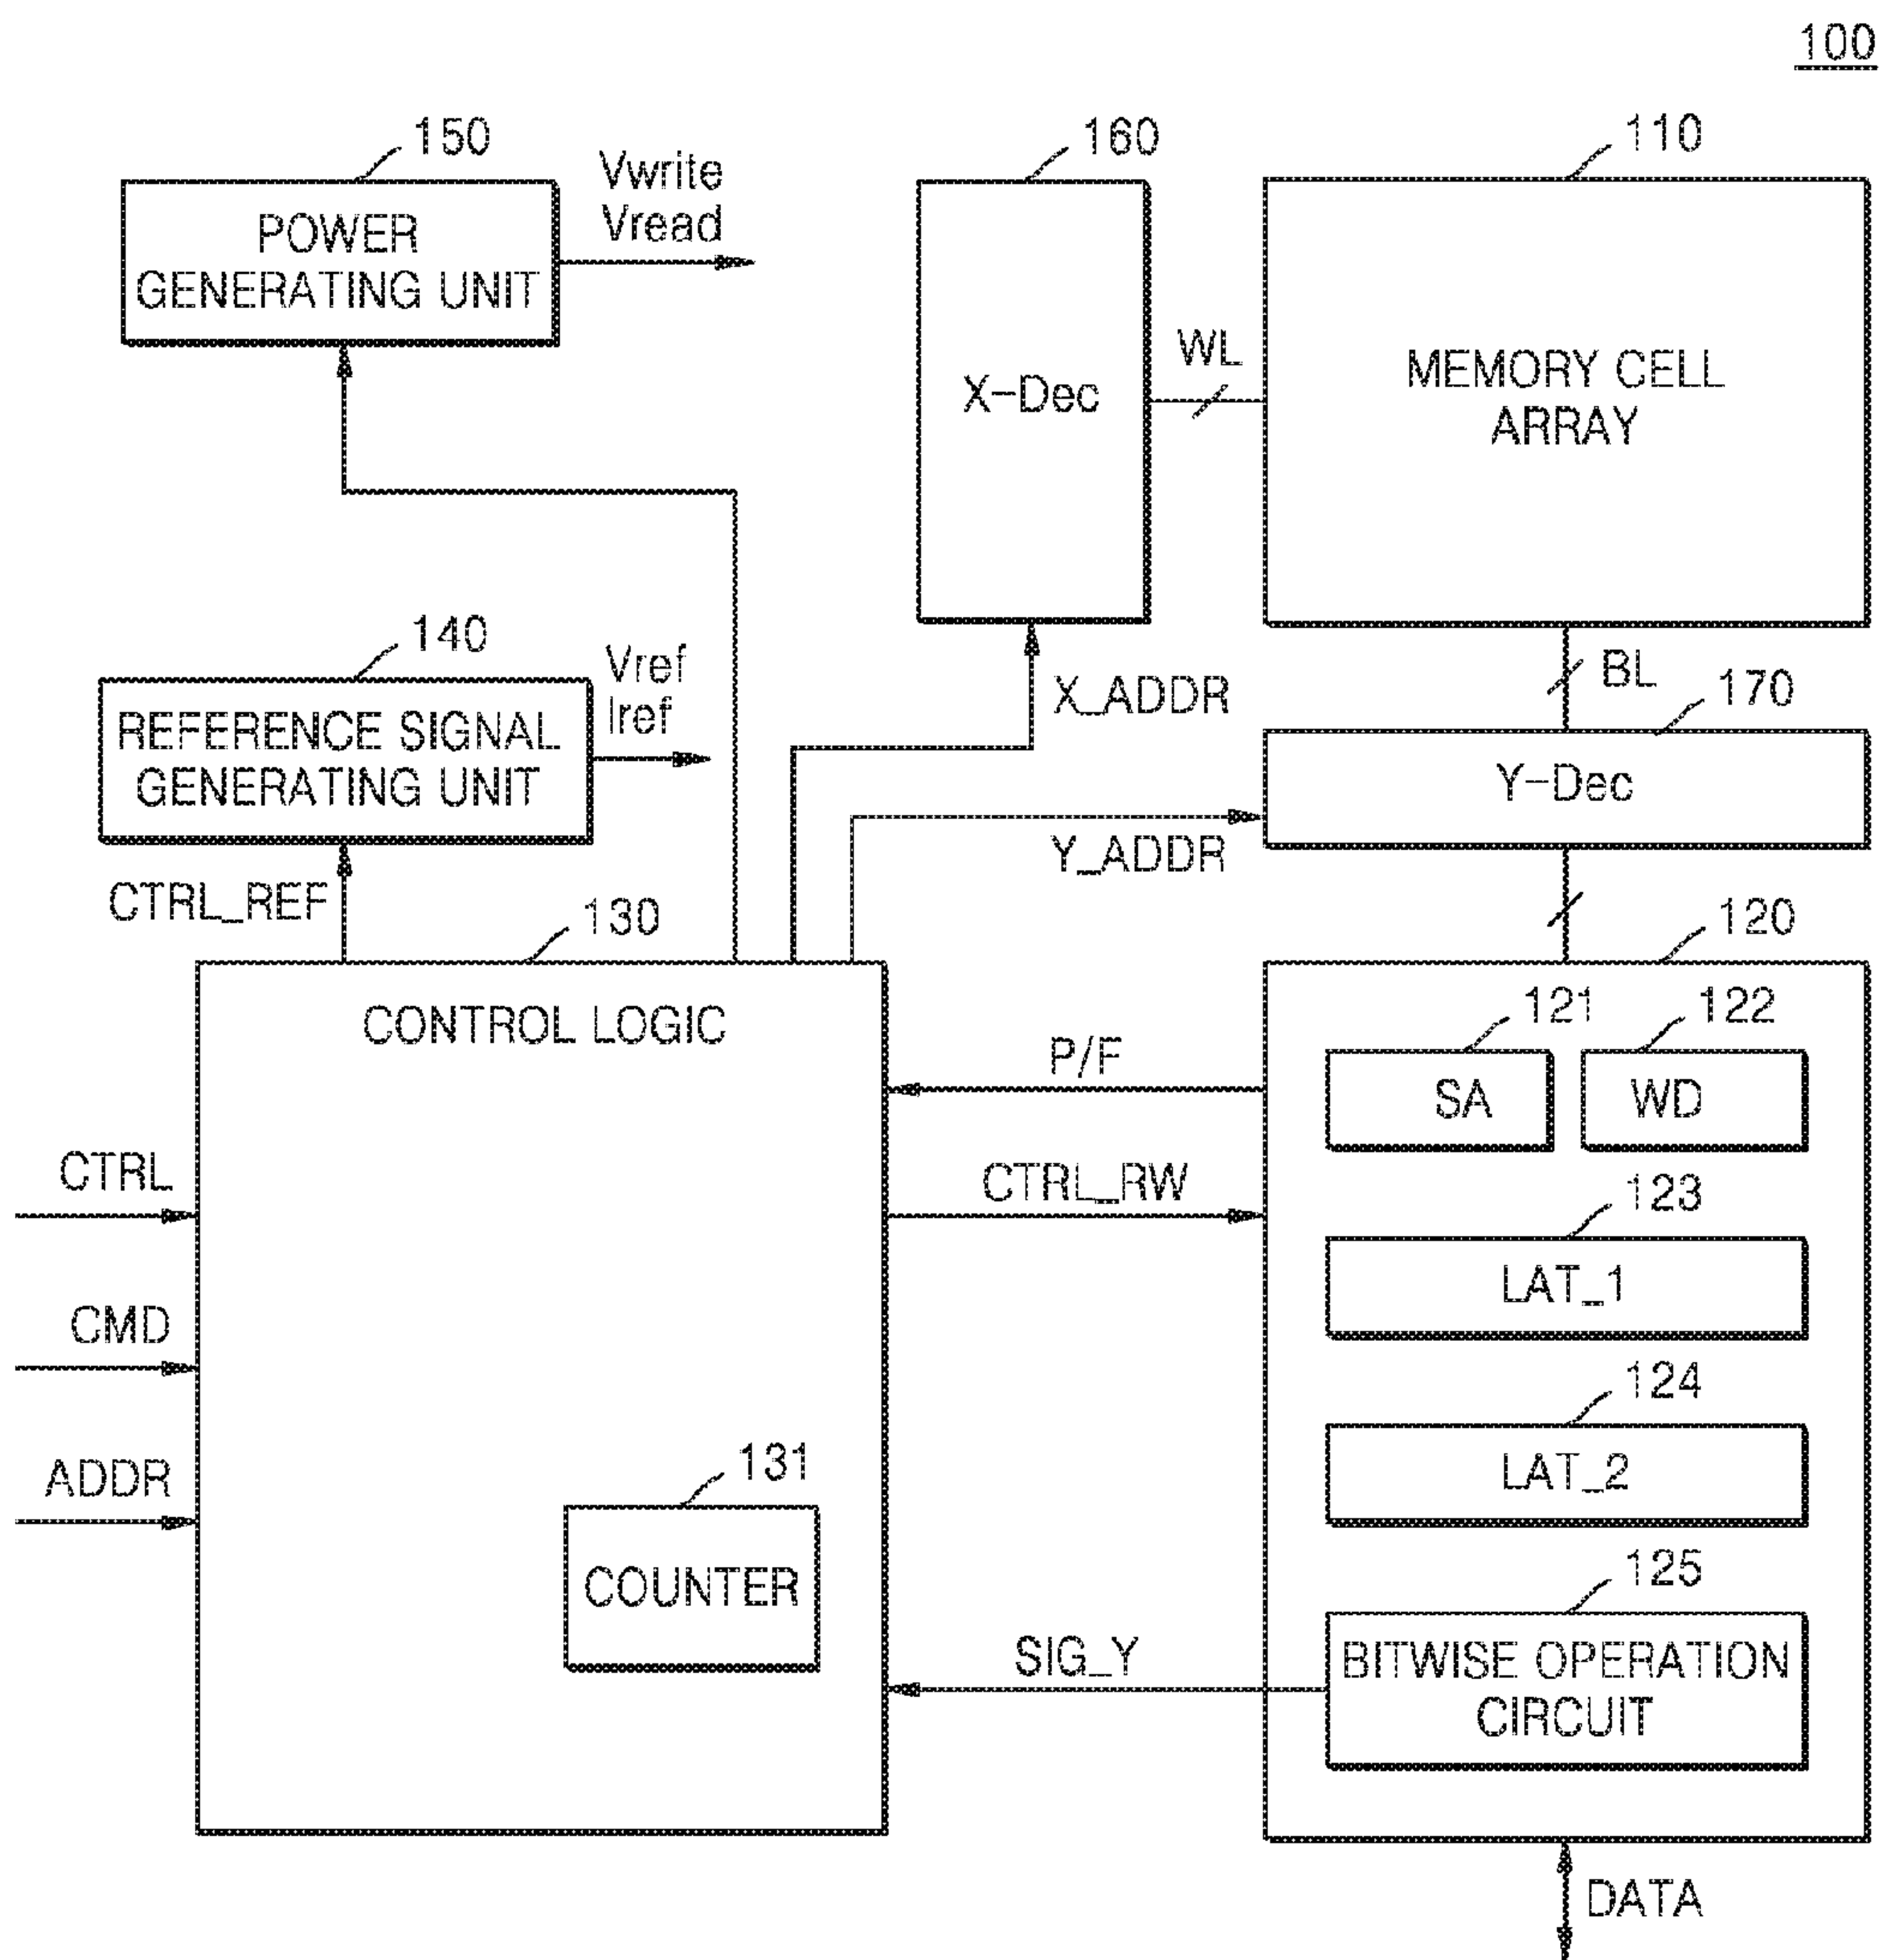 100
150
160
110
Vwrite
Vread
POWER
GENERATING UNIT
WL
X-Dec
MEMORY CELL
ARRAY
140
Vref
Iref
REFERENCE SIGNAL
GENERATING UNIT
X_ADDR
BL
170
Y-Dec
Y_ADDR
CTRL_REF
130
120
CONTROL LOGIC
121
122
P/F
SA
WD
CTRL
CTRL_RW
123
LAT_1
CMD
124
LAT_2
ADDR
131
COUNTER
125
SIG_Y
BITWISE OPERATION
CIRCUIT
DATA